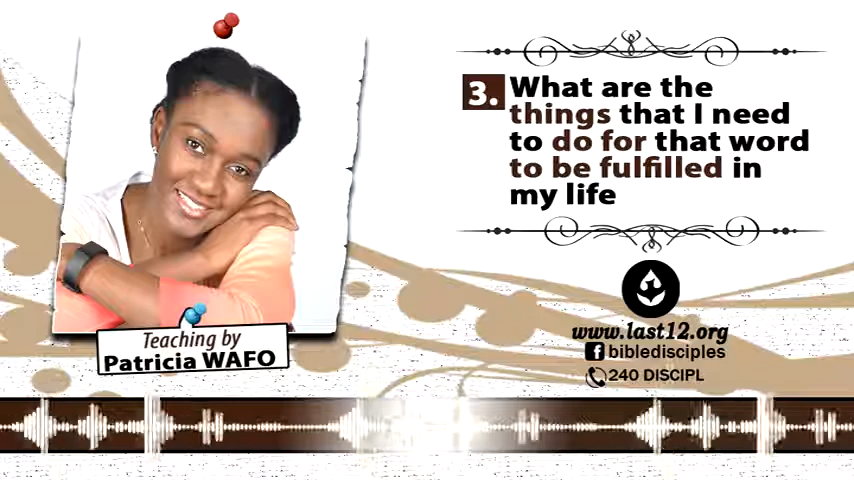 3. What are the
things that I need
to do for that word
to be fulfilled in
my life
www.last12.org
f bibledisciples
240 DISCIPL
Teaching by
Patricia WAFO